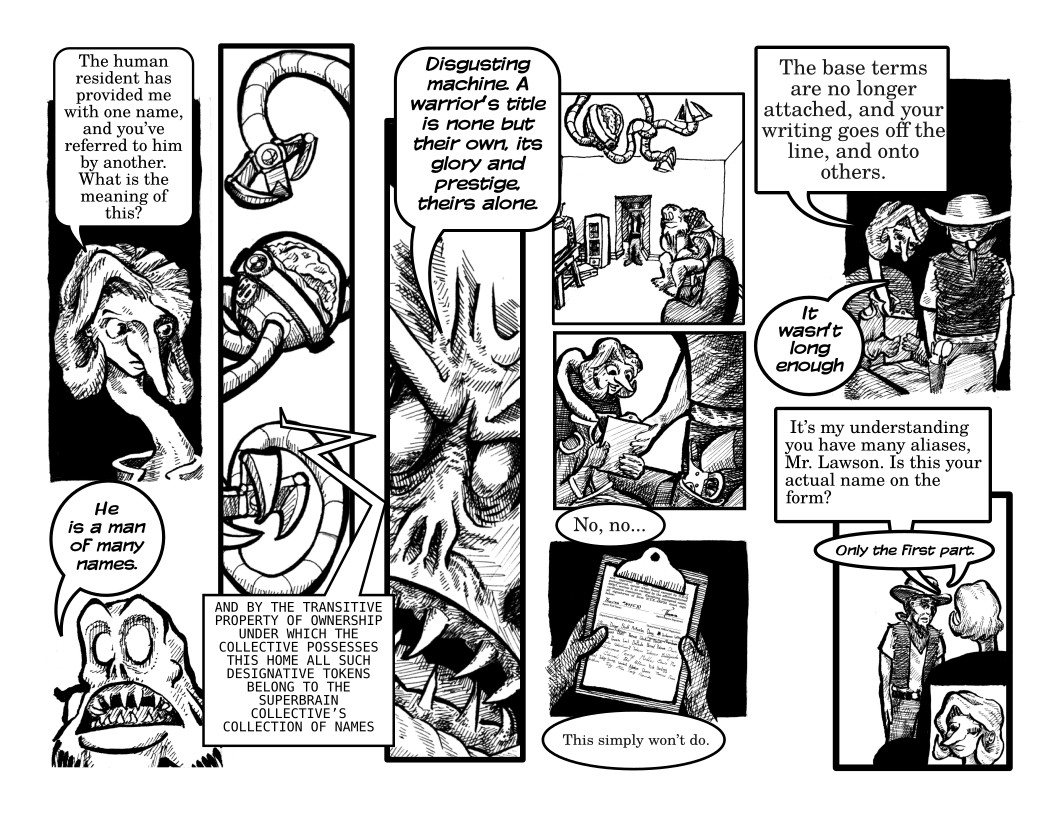 The human
resident has
provided me
with one name,
and you've
referred to him
by another.
What is the
meaning of
this?
He
is a man
of many
names.
AND BY THE TRANSITIVE
PROPERTY OF OWNERSHIP
UNDER WHICH THE
COLLECTIVE POSSESSES
THIS HOME ALL SUCH
DESIGNATIVE TOKENS
BELONG TO THE
SUPERBRAIN
COLLECTIVE'S
COLLECTION OF NAMES
Disgusting
machine. A
warrior's title
is none but
their own, its
glory and
prestige,
theirs alone.
No, no...
This simply won't do.
The base terms
are no longer
attached, and your
writing goes off the
line, and onto
others.
It
wasn't
long
enough
It's my understanding
you have many aliases,
Mr. Lawson. Is this your
actual name on the
form?
Only the first part.